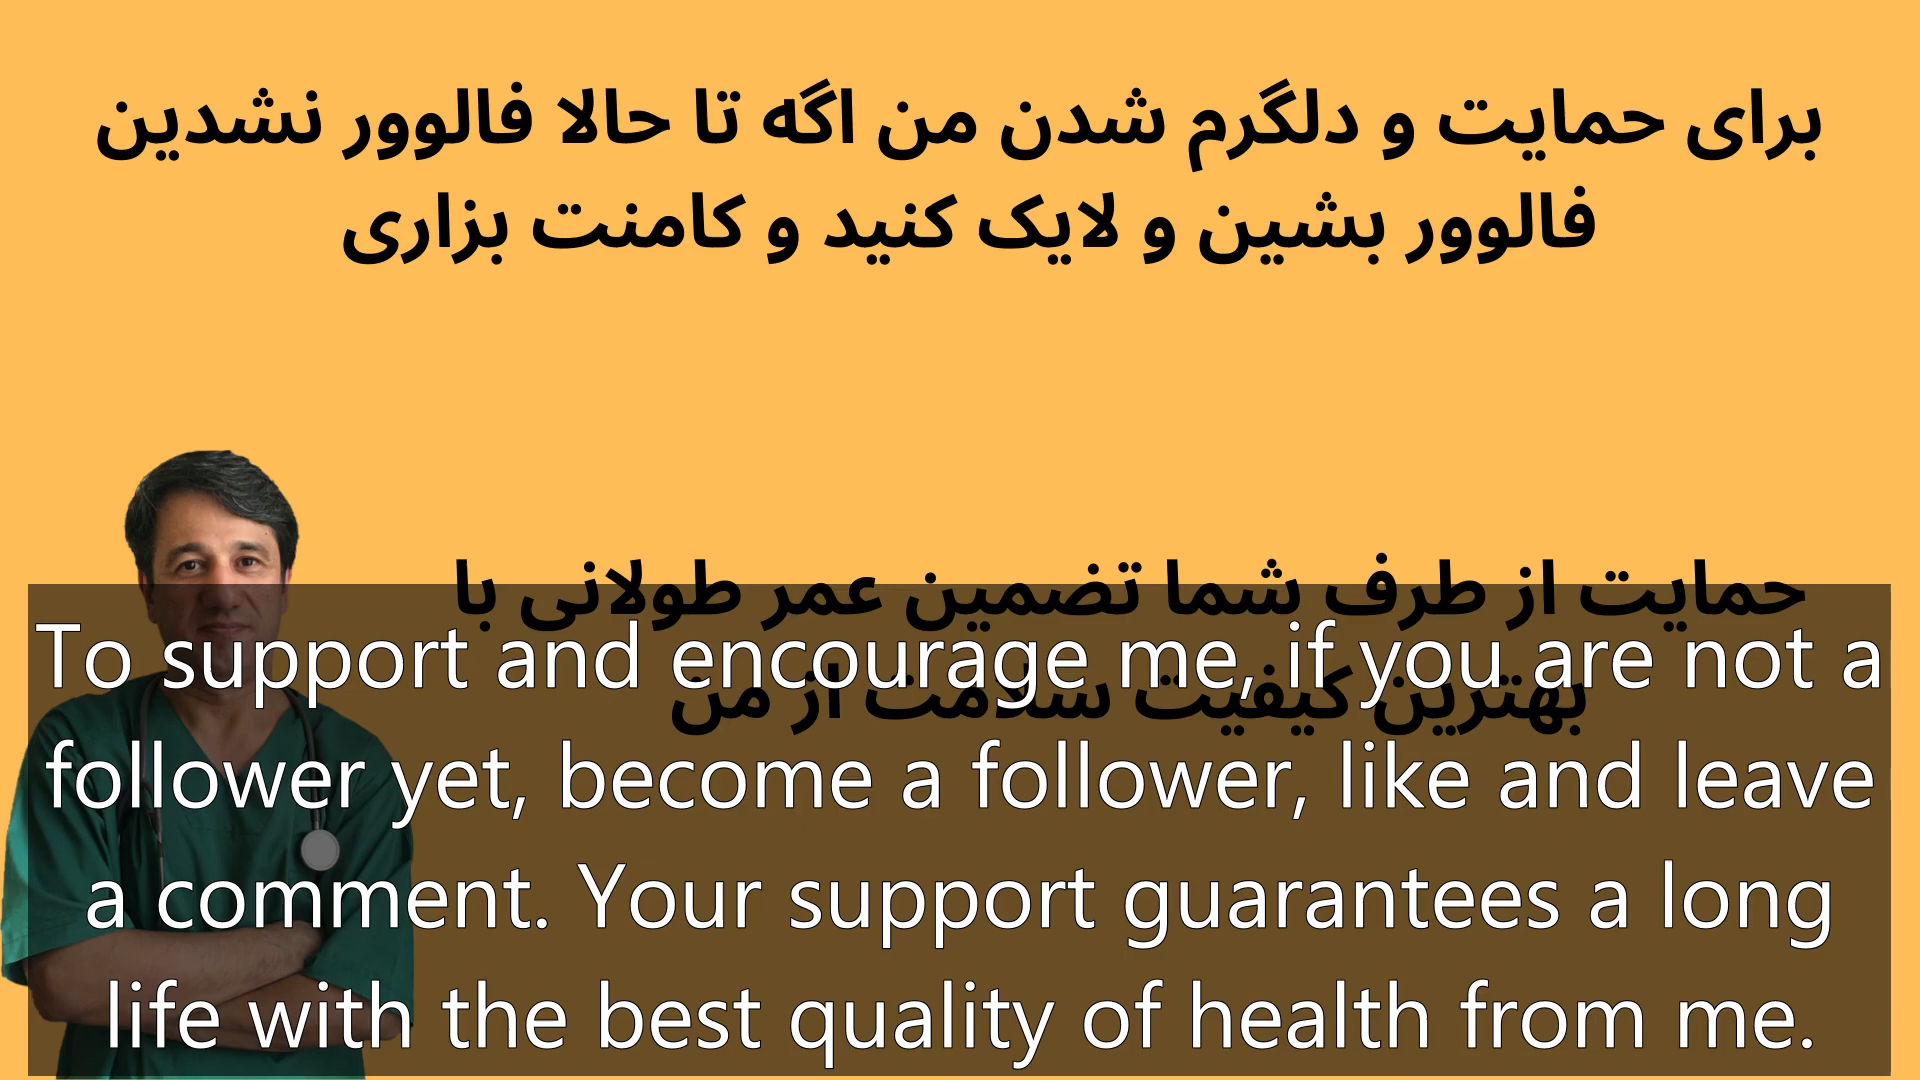 برای حمایت و دلگرم شدن من اگه تا حالا فالوور نشدین
فالوور بشین و لایک کنید و کامنت بزاری
حمایت از طرف شما تضمین عمر طولانی با
بهترین کیفیت سلامت از من
To support and encourage me, if you are not a
follower yet, become a follower, like and leave
a comment. Your support guarantees a long
life with the best quality of health from me.